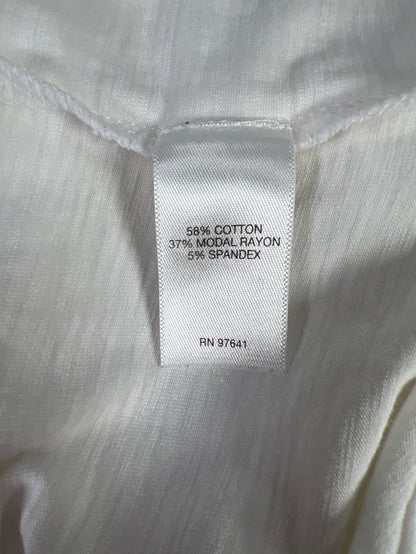 58% COTTON
37% MODAL RAYON
5% SPANDEX
RN 97641